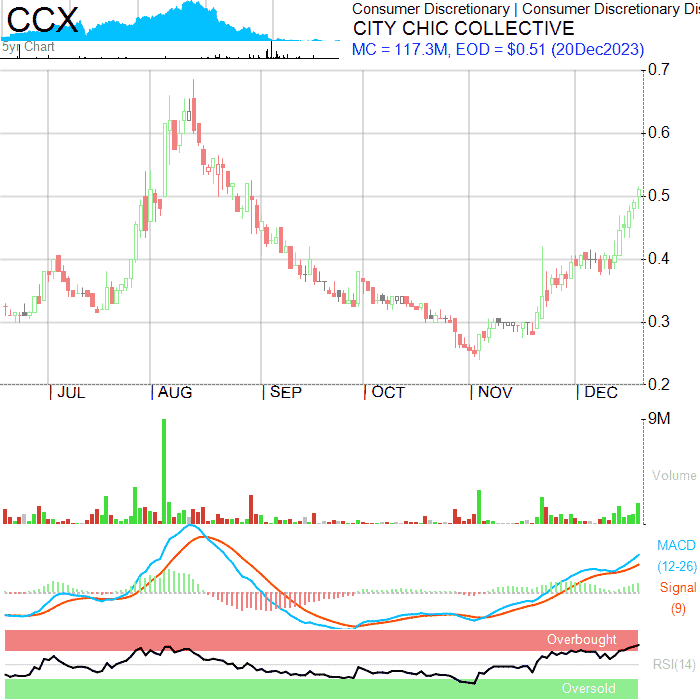 CCX
Consumer Discretionary | Consumer Discretionary Dis
CITY CHIC COLLECTIVE
5yr Chart
MC = 117.3M, EOD = $0.51 (20Dec2023)
0.7
0.6
0.5
0.4
0.3
0.2
JUL AUG SEP OCT NOV DEC
9M
Volume
MACD
(12-26)
Signal
(9)
Overbought
RSI(14)
Oversold